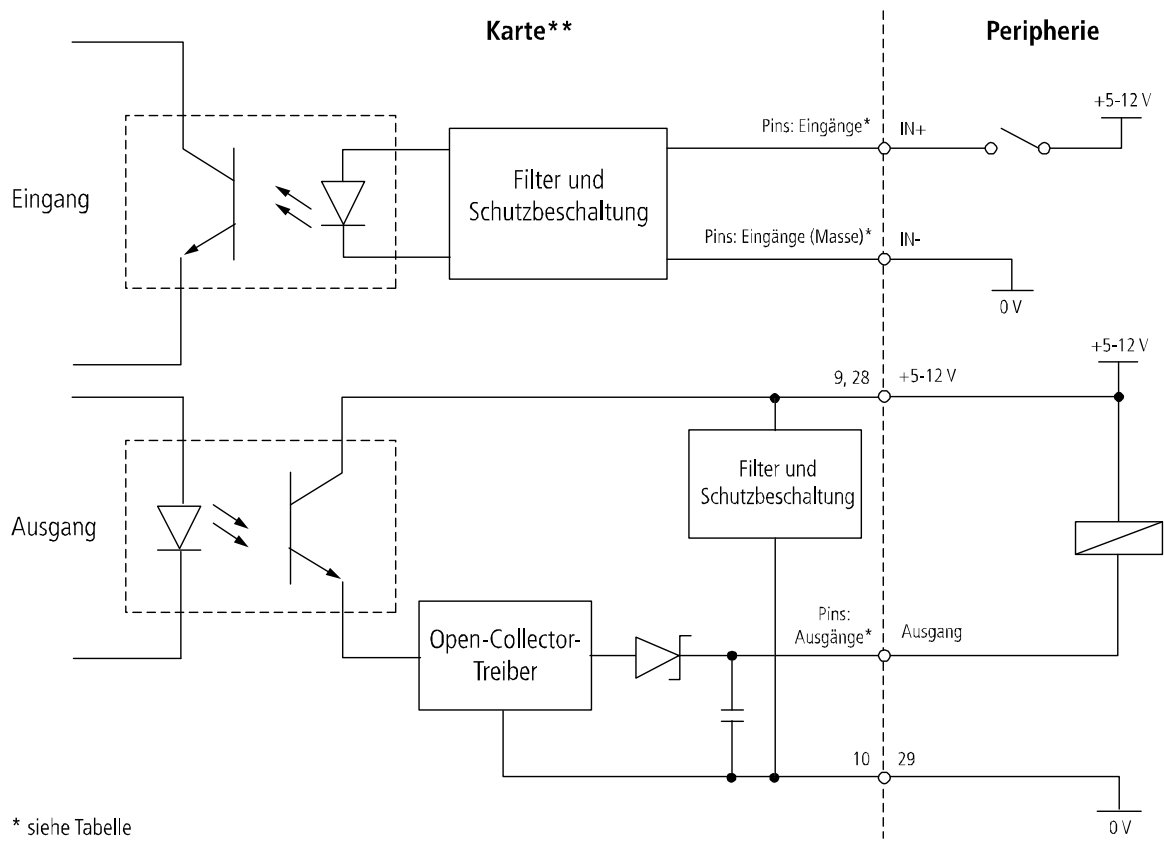 Karte**
Peripherie
+5-12 V
Pins: Eingänge*
IN+
Eingang
Filter und
Schutzbeschaltung
Pins: Eingänge (Masse)*
IN-
0 V
+5-12 V
9, 28
+5-12 V
Filter und
Schutzbeschaltung
Ausgang
Pins:
Ausgänge*
Ausgang
Open-Collector-
Treiber
10
29
0 V
* siehe Tabelle